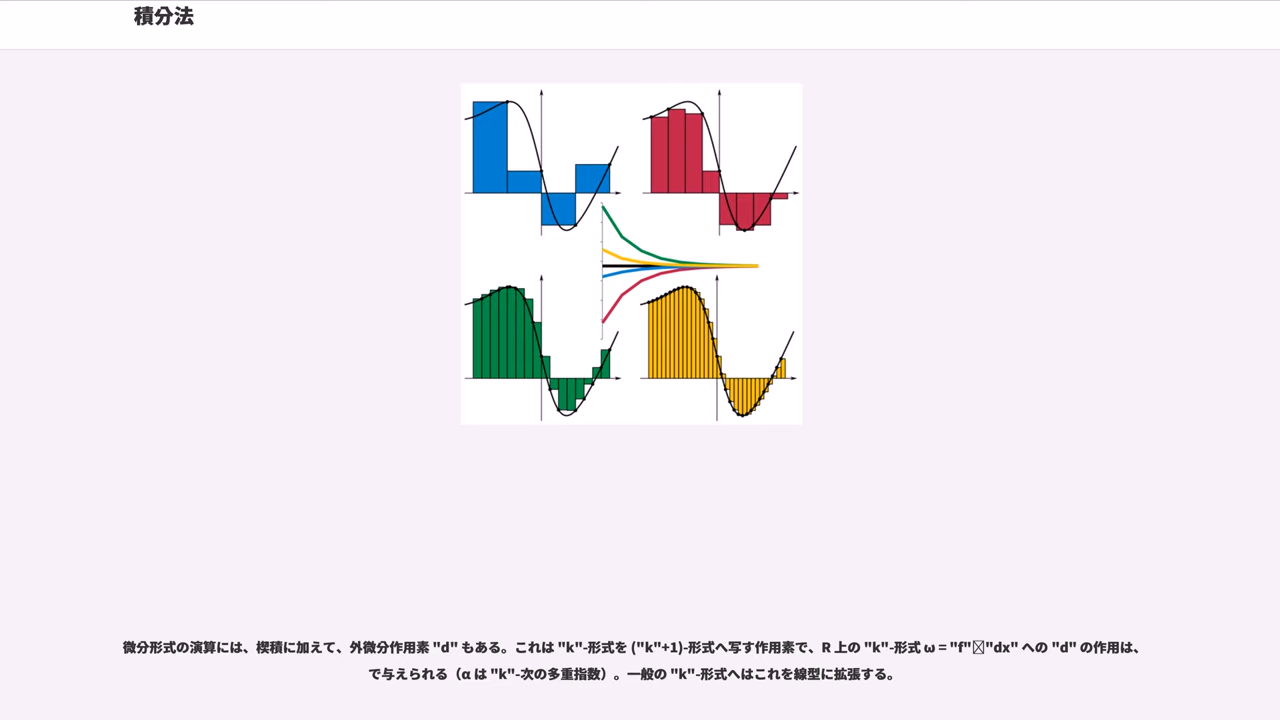 積分法
微分形式の演算には、楔積に加えて、外微分作用素 "d" もある。これは "k"-形式を ("k"+1)-形式へ写す作用素で、R 上の "k"-形式 ω = "f"〿"dx" への "d" の作用は、
で与えられる（α は "k"-次の多重指数）。一般の "k"-形式へはこれを線型に拡張する。